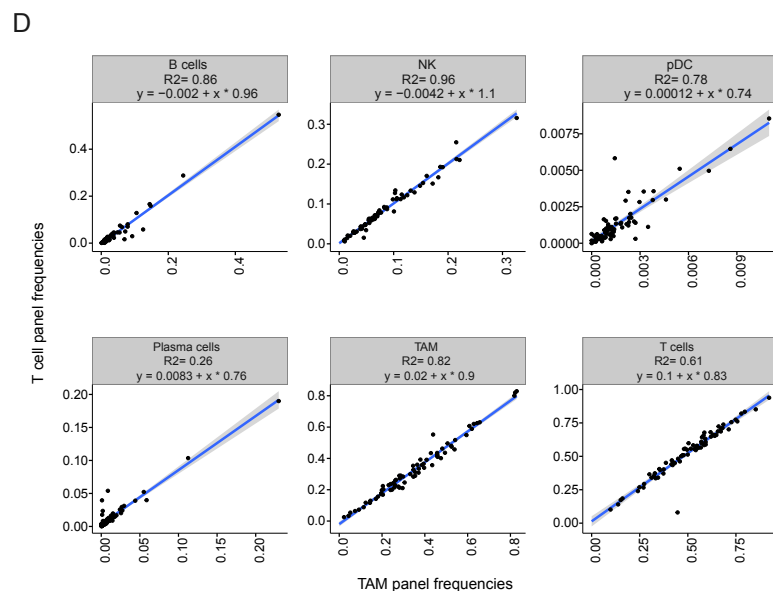 D
B cells
R2= 0.86
y = −0.002 + x * 0.96
NK
R2= 0.96
y = −0.0042 + x * 1.1
pDC
R2= 0.78
y = 0.00012 + x * 0.74
0.4
0.2
0.0
0.0
0.2
0.4
0.3
0.2
0.1
0.0
0.0
0.1
0.2
0.3
0.0075
0.0050
0.0025
0.0000
0.000
0.003
0.006
0.009
T cell panel frequencies
Plasma cells
R2= 0.26
y = 0.0083 + x * 0.76
TAM
R2= 0.82
y = 0.02 + x * 0.9
T cells
R2= 0.61
y = 0.1 + x * 0.83
0.20
0.15
0.10
0.05
0.00
0.00
0.05
0.10
0.15
0.20
0.8
0.6
0.4
0.2
0.0
0.0
0.2
0.4
0.6
0.8
1.00
0.75
0.50
0.25
0.00
0.00
0.25
0.50
0.75
TAM panel frequencies